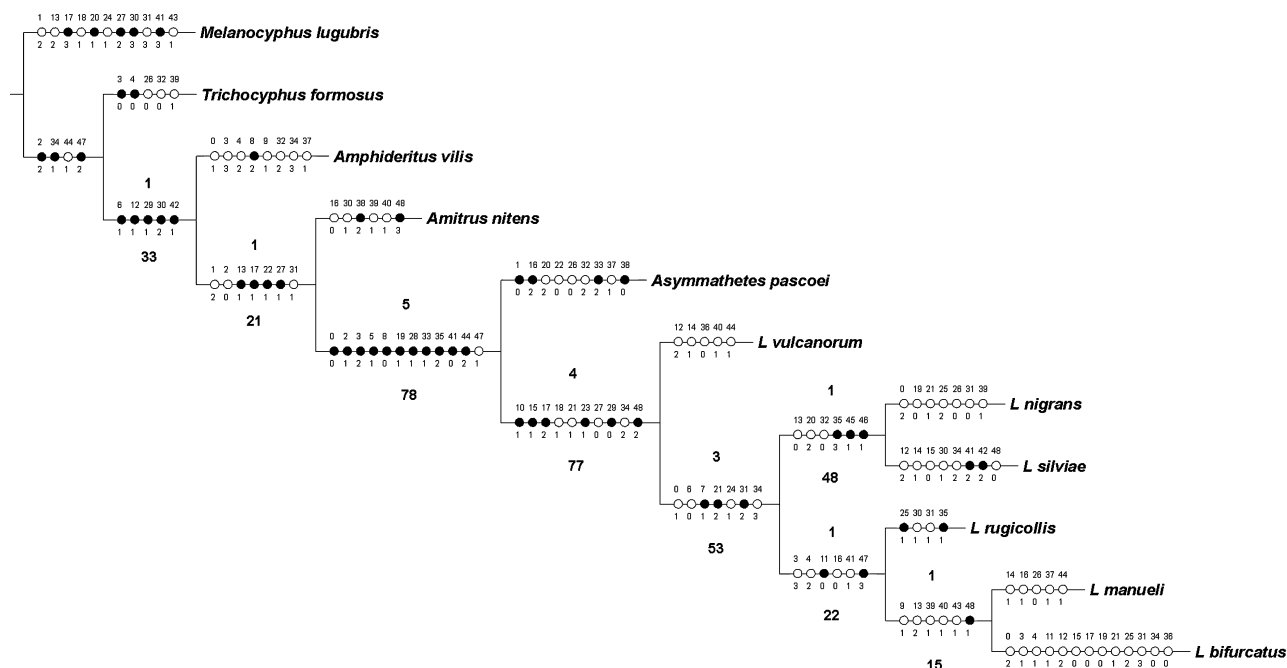 1 13 17 18 20 24 27 30 31 41 43
Melanocyphus lugubris
2 2 3 1 1 1 2 3 3 3 1
3 4 26 32 39
Trichocyphus formosus
0 0 0 0 1
2 34 44 47
2 1 1 2
0 3 4 8 9 32 34 37
Amphideritus vilis
1 3 2 2 1 2 3 1
1
6 12 29 30 42
1 1 1 2 1
33
16 30 38 39 40 48
Amitrus nitens
0 1 2 1 1 3
1
1 2 13 17 22 27 31
2 0 1 1 1 1 1
21
1 16 20 22 26 32 33 37 38
Asymmathetes pascoei
0 2 2 0 0 2 2 1 0
5
0 2 3 5 8 19 28 33 35 41 44 47
0 1 2 1 0 1 1 1 2 0 2 1
78
12 14 36 40 44
L vulcanorum
2 1 0 1 1
4
10 15 17 18 21 23 27 29 34 48
1 1 2 1 1 1 0 0 2 2
77
0 19 21 25 26 31 39
L nigrans
2 0 1 2 0 0 1
1
13 20 32 35 45 46
0 2 0 3 1 1
48
12 14 15 30 34 41 42 48
L silviae
2 1 0 1 2 2 2 0
3
0 6 7 21 24 31 34
1 0 1 2 1 2 3
53
25 30 31 35
L rugicollis
1 1 1 1
1
3 4 11 16 41 47
3 2 0 0 1 3
22
14 16 26 37 44
L manueli
1 1 0 1 1
1
9 13 39 40 43 48
1 2 1 1 1 1
15
0 3 4 11 12 15 17 19 21 25 31 34 36
L bifurcatus
2 1 1 1 2 0 0 0 1 2 3 0 0